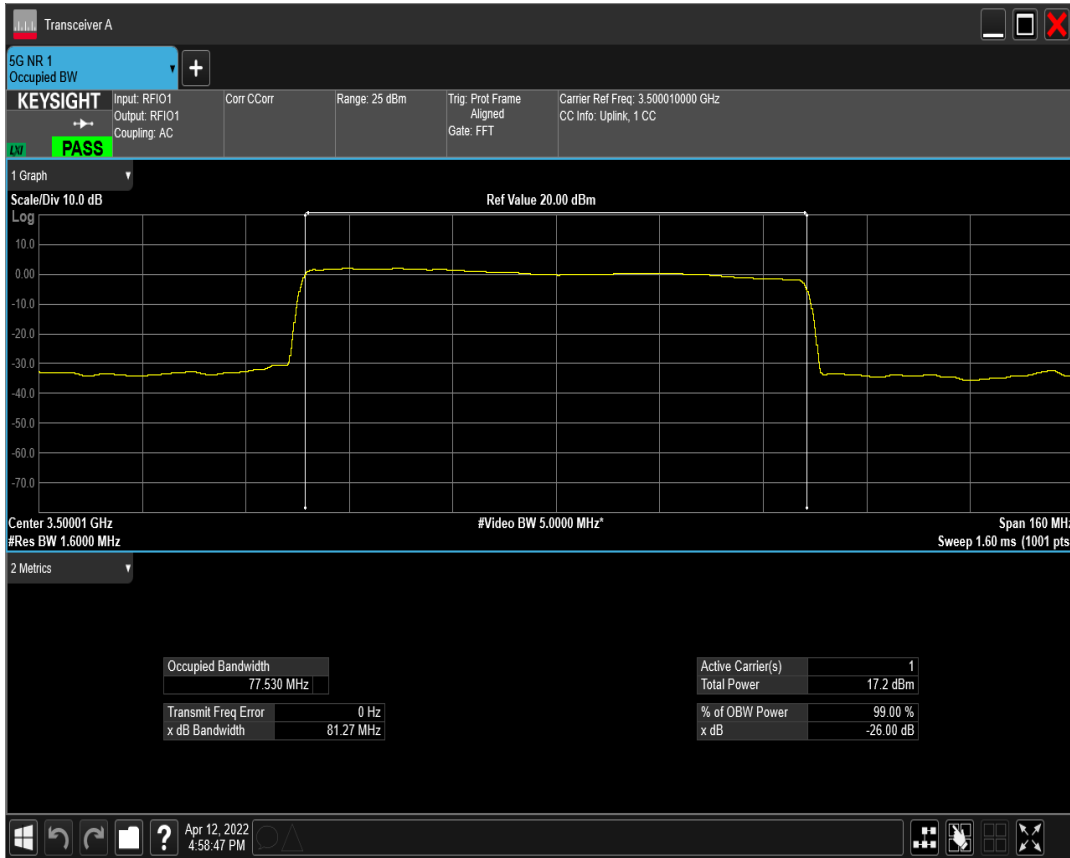 Transceiver A
5G NR 1
Occupied BW
KEYSIGHT
LXI
PASS
Input: RFIO1
Output: RFIO1
Coupling: AC
Corr CCorr
Range: 25 dBm
Trig: Prot Frame
Aligned
Gate: FFT
Carrier Ref Freq: 3.500010000 GHz
CC Info: Uplink, 1 CC
1 Graph
Scale/Div 10.0 dB
Ref Value 20.00 dBm
Log
10.0
0.00
-10.0
-20.0
-30.0
-40.0
-50.0
-60.0
-70.0
Center 3.50001 GHz
#Video BW 5.0000 MHz*
Span 160 MHz
#Res BW 1.6000 MHz
Sweep 1.60 ms (1001 pts
2 Metrics
Occupied Bandwidth
77.530 MHz
Transmit Freq Error 0 Hz
x dB Bandwidth 81.27 MHz
Active Carrier(s) 1
Total Power 17.2 dBm
% of OBW Power 99.00 %
x dB -26.00 dB
?
Apr 12, 2022
4:58:47 PM